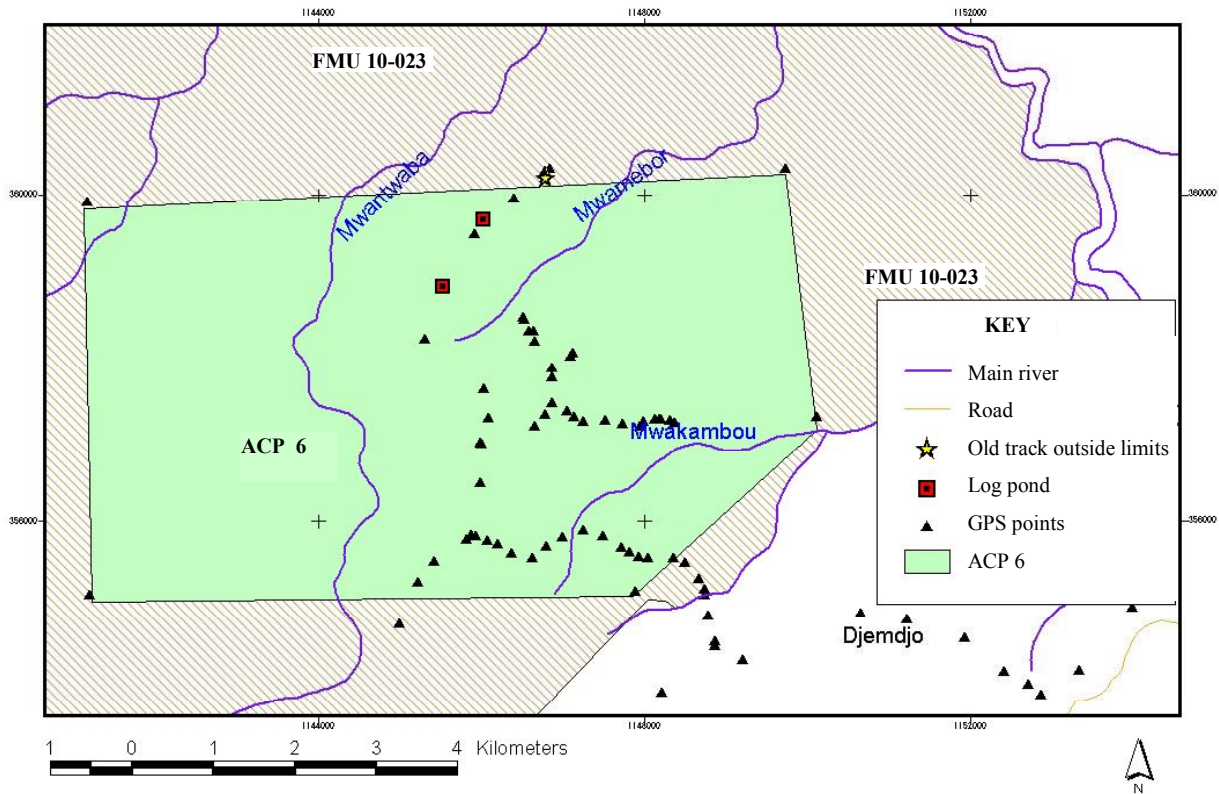 1144000 1148000 1152000
FMU 10-023
Mwantwaba
Mwamebor
360000 360000
FMU 10-023
KEY
Main river
Road
Old track outside limits
Log pond
GPS points
ACP 6
ACP 6
Mwakambou
356000 356000
Djemdjo
1144000 1148000 1152000
1 0 1 2 3 4 Kilometers
N